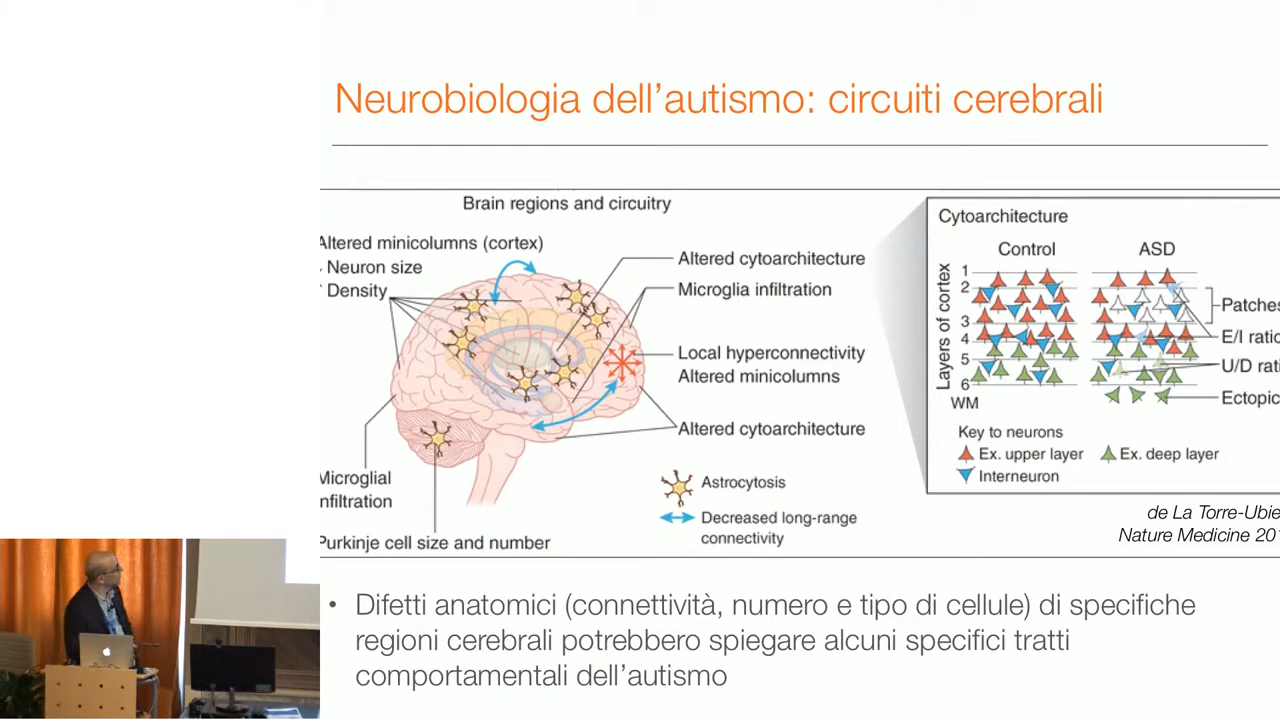 Neurobiologia dell'autismo: circuiti cerebrali
Brain regions and circuitry
Altered minicolumns (cortex)
Neuron size
Density
Altered cytoarchitecture
Microglia infiltration
Local hyperconnectivity
Altered minicolumns
Altered cytoarchitecture
Microglial
nfiltration
Purkinje cell size and number
Astrocytosis
Decreased long-range
connectivity
Cytoarchitecture
Control ASD
Layers of cortex
1
2
3
4
5
6
WM
Patches
E/I ratio
U/D rati
Ectopic
Key to neurons
Ex. upper layer Ex. deep layer
Interneuron
de La Torre-Ubie
Nature Medicine 201
• Difetti anatomici (connettività, numero e tipo di cellule) di specifiche
regioni cerebrali potrebbero spiegare alcuni specifici tratti
comportamentali dell'autismo